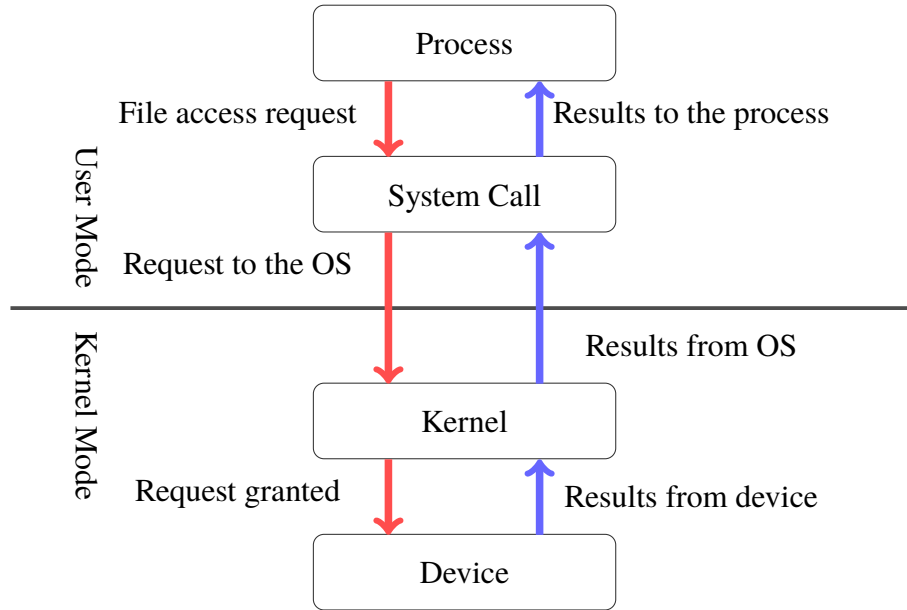 Process
File access request
Results to the process
System Call
User Mode
Request to the OS
Kernel Mode
Results from OS
Kernel
Request granted
Results from device
Device